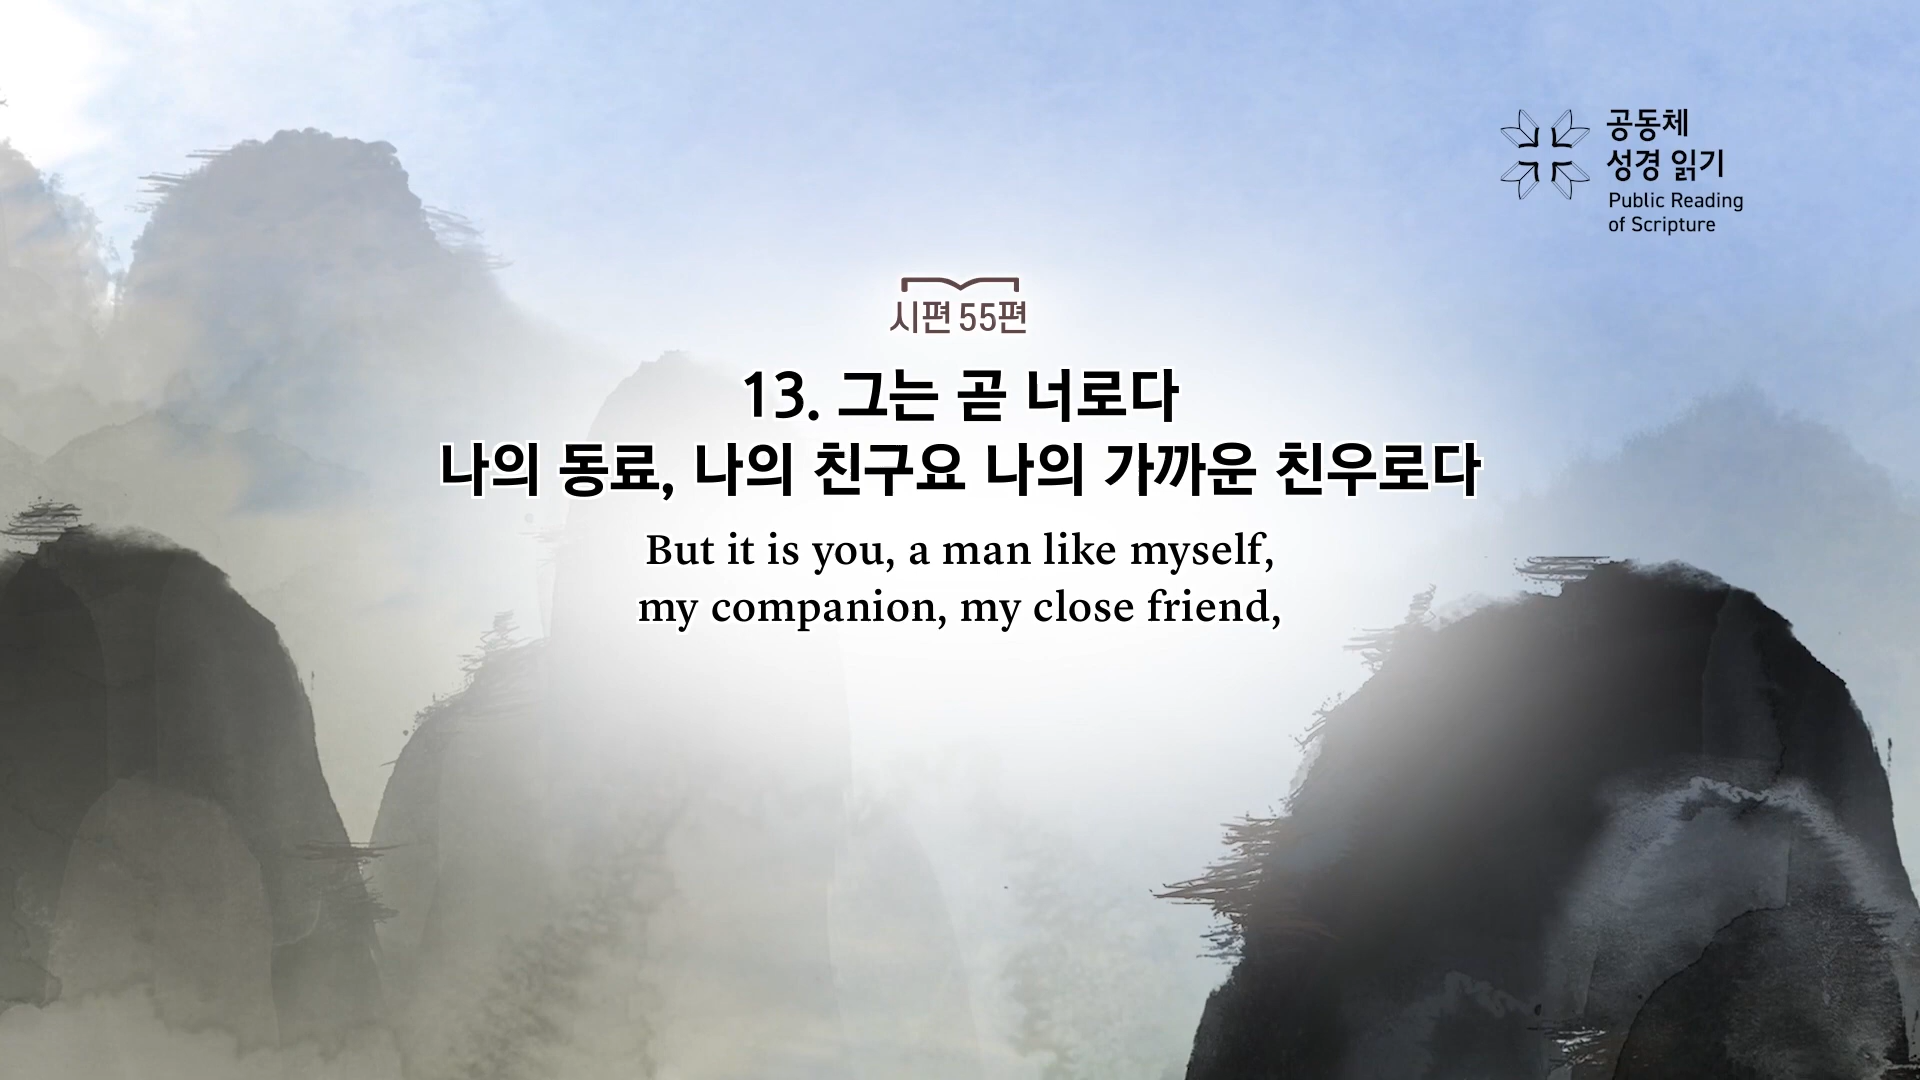 공동체
성경 읽기
Public Reading
of Scripture
시편 55편
13. 그는 곧 너로다
나의 동료, 나의 친구요 나의 가까운 친우로다
But it is you, a man like myself,
my companion, my close friend,